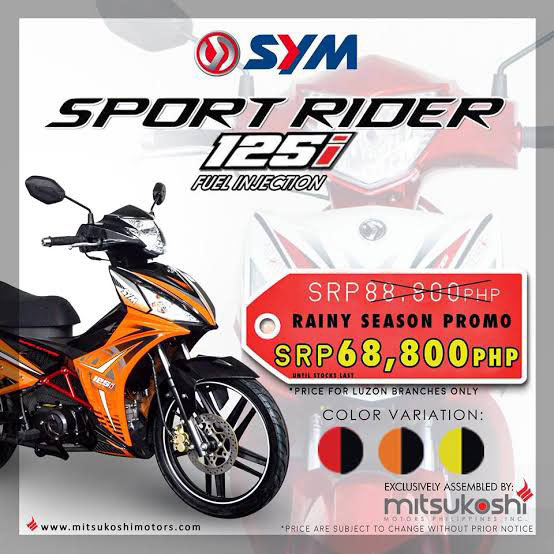 SYM
SPORT RIDER
125i
FUEL INJECTION
SRP88,800PHP
RAINY SEASON PROMO
SRP68,800PHP
UNTIL STOCKS LAST
*PRICE FOR LUZON BRANCHES ONLY
COLOR VARIATION:
SYM
125i
EXCLUSIVELY ASSEMBLED BY:
mitsukoshi
MOTORS PHILIPPINES INC.
www.mitsukoshimotors.com
*PRICE ARE SUBJECT TO CHANGE WITHOUT PRIOR NOTICE